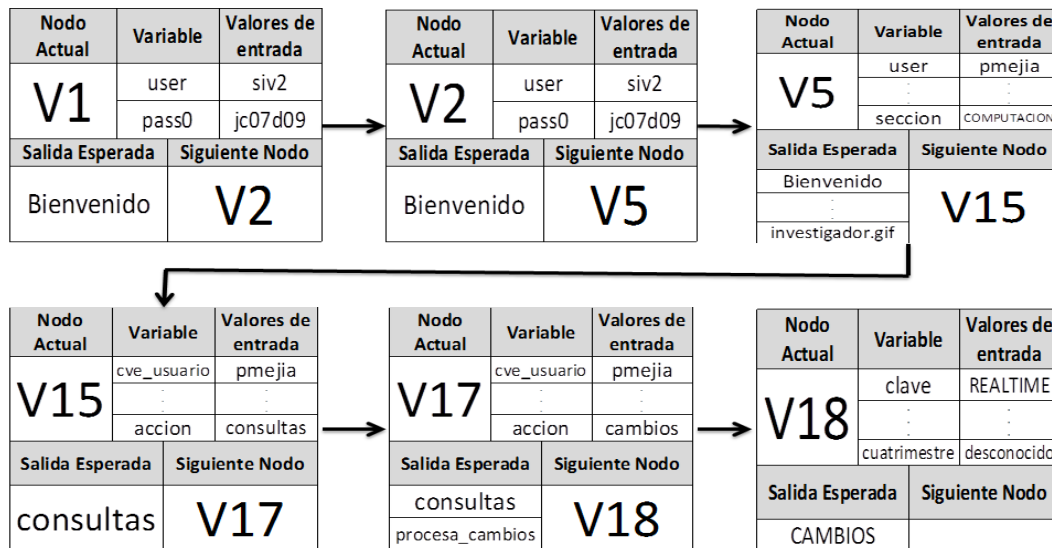 Nodo Actual Variable Valores de entrada
V1 user siv2
pass0 jc07d09
Salida Esperada Siguiente Nodo
Bienvenido V2
Nodo Actual Variable Valores de entrada
V2 user siv2
pass0 jc07d09
Salida Esperada Siguiente Nodo
Bienvenido V5
Nodo Actual Variable Valores de entrada
V5 user pmejia
: :
seccion COMPUTACION
Salida Esperada Siguiente Nodo
Bienvenido
:
investigador.gif
V15
Nodo Actual Variable Valores de entrada
V15 cve_usuario pmejia
: :
accion consultas
Salida Esperada Siguiente Nodo
consultas V17
Nodo Actual Variable Valores de entrada
V17 cve_usuario pmejia
: :
accion cambios
Salida Esperada Siguiente Nodo
consultas
procesa_cambios
V18
Nodo Actual Variable Valores de entrada
V18 clave REALTIME
: :
cuatrimestre desconocido
Salida Esperada Siguiente Nodo
CAMBIOS